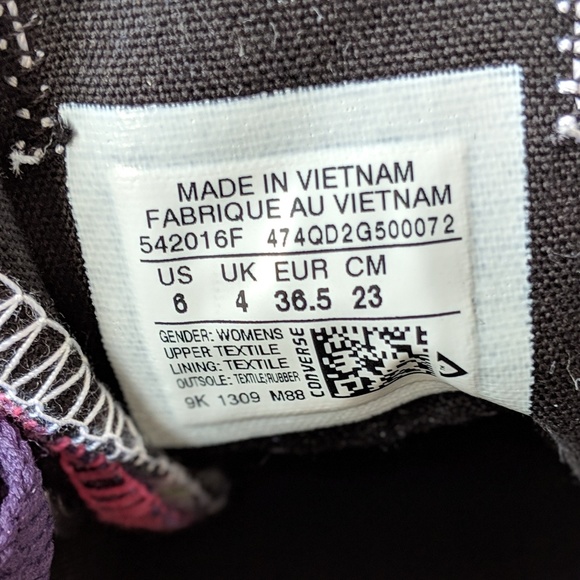 MADE IN VIETNAM
FABRIQUE AU VIETNAM
542016F 474QD2G500072
US UK EUR CM
6 4 36.5 23
GENDER: WOMENS
UPPER: TEXTILE
LINING: TEXTILE
OUTSOLE: TEXTILE/RUBBER
9K 1309 M88
CONVERSE